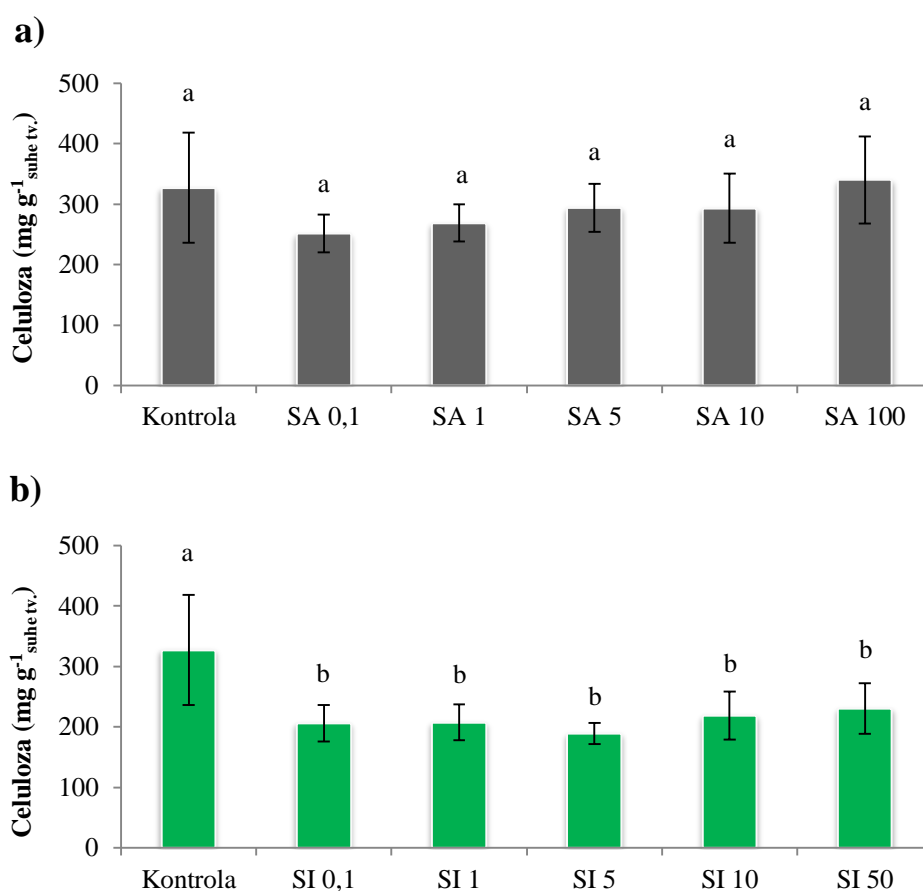 a)
Celuloza (mg g-1 suhe tv.)
500
400
300
200
100
0
a a a a a a
Kontrola SA 0,1 SA 1 SA 5 SA 10 SA 100
b)
Celuloza (mg g-1 suhe tv.)
500
400
300
200
100
0
a b b b b b
Kontrola SI 0,1 SI 1 SI 5 SI 10 SI 50